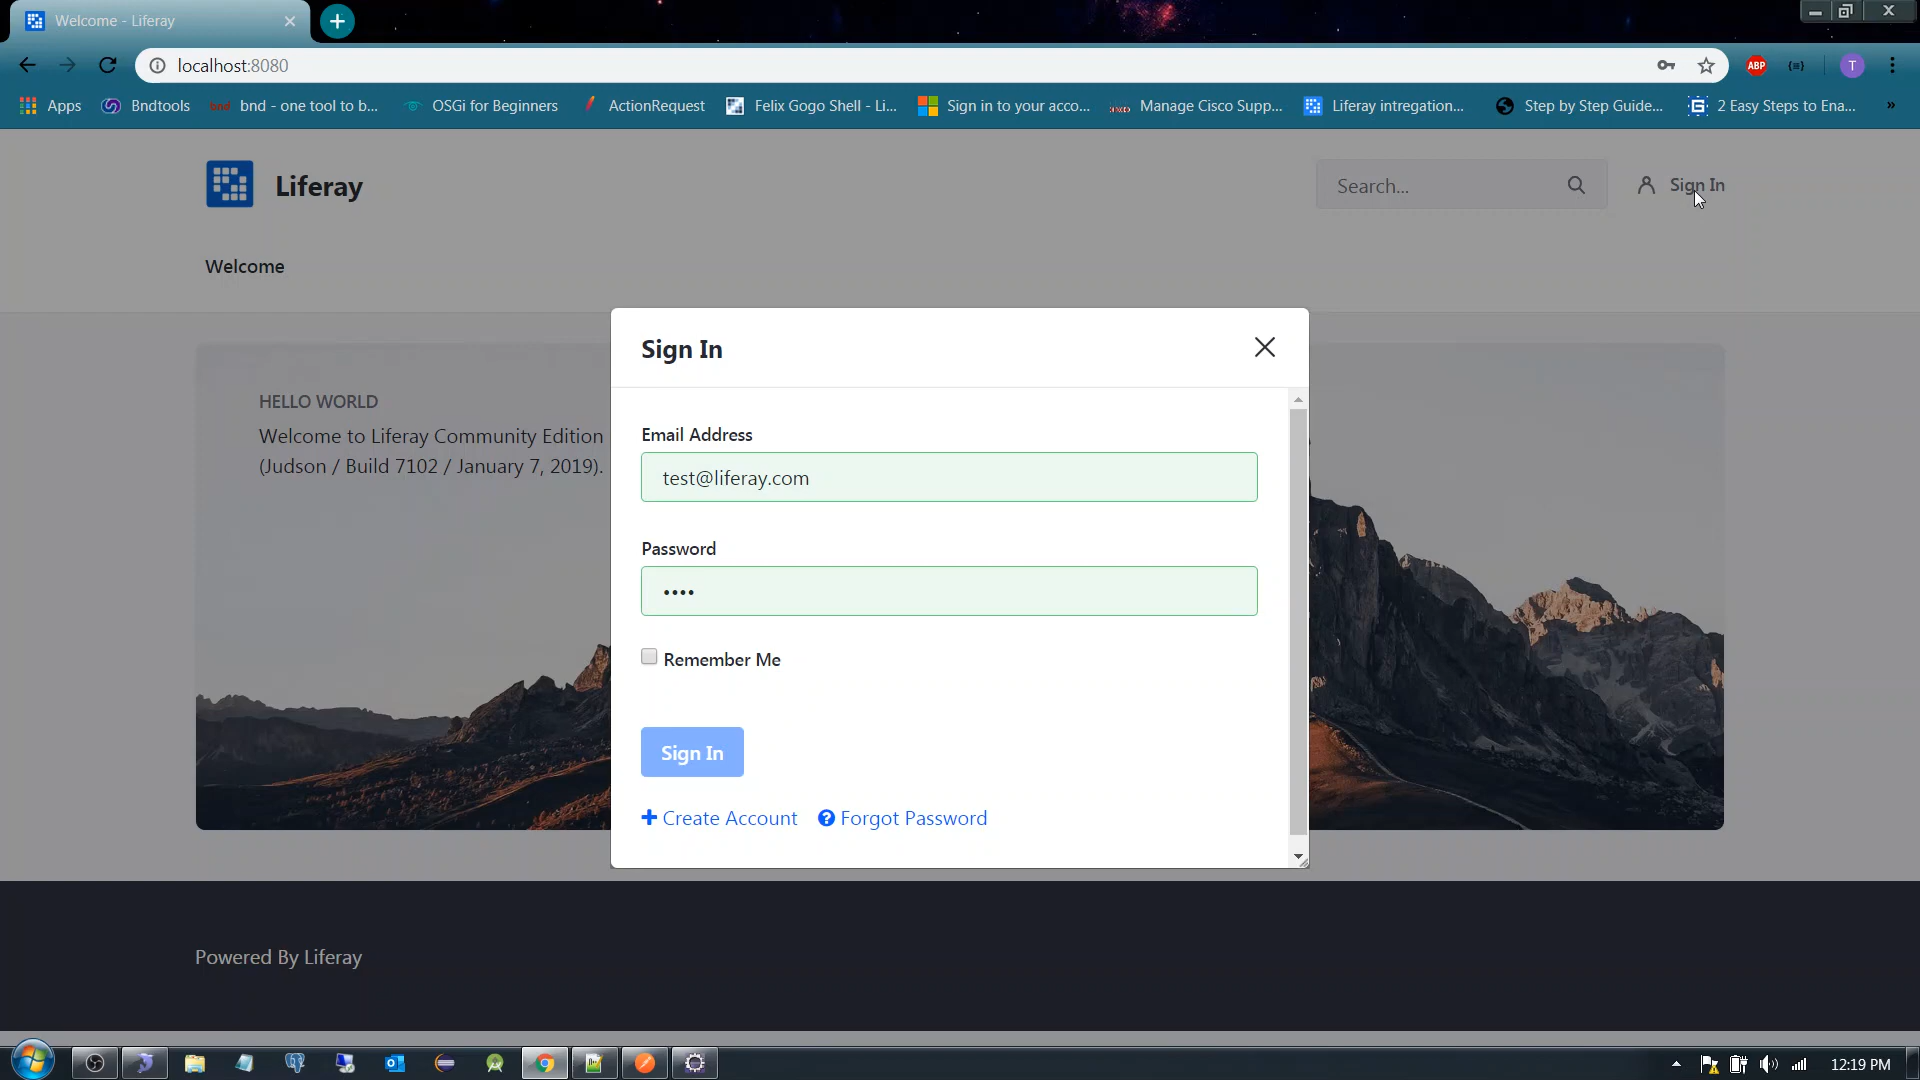 Welcome - Liferay
localhost:8080
ABP
T
Apps
Bndtools
bnd
bnd - one tool to b...
OSGi for Beginners
ActionRequest
Felix Gogo Shell - Li...
Sign in to your acco...
Manage Cisco Supp...
Liferay intregation...
Step by Step Guide...
G
2 Easy Steps to Ena...
»
Liferay
Search...
Sign In
Welcome
HELLO WORLD
Welcome to Liferay Community Edition
(Judson / Build 7102 / January 7, 2019).
Sign In
Email Address
test@liferay.com
Password
••••
Remember Me
Sign In
Create Account
Forgot Password
Powered By Liferay
12:19 PM